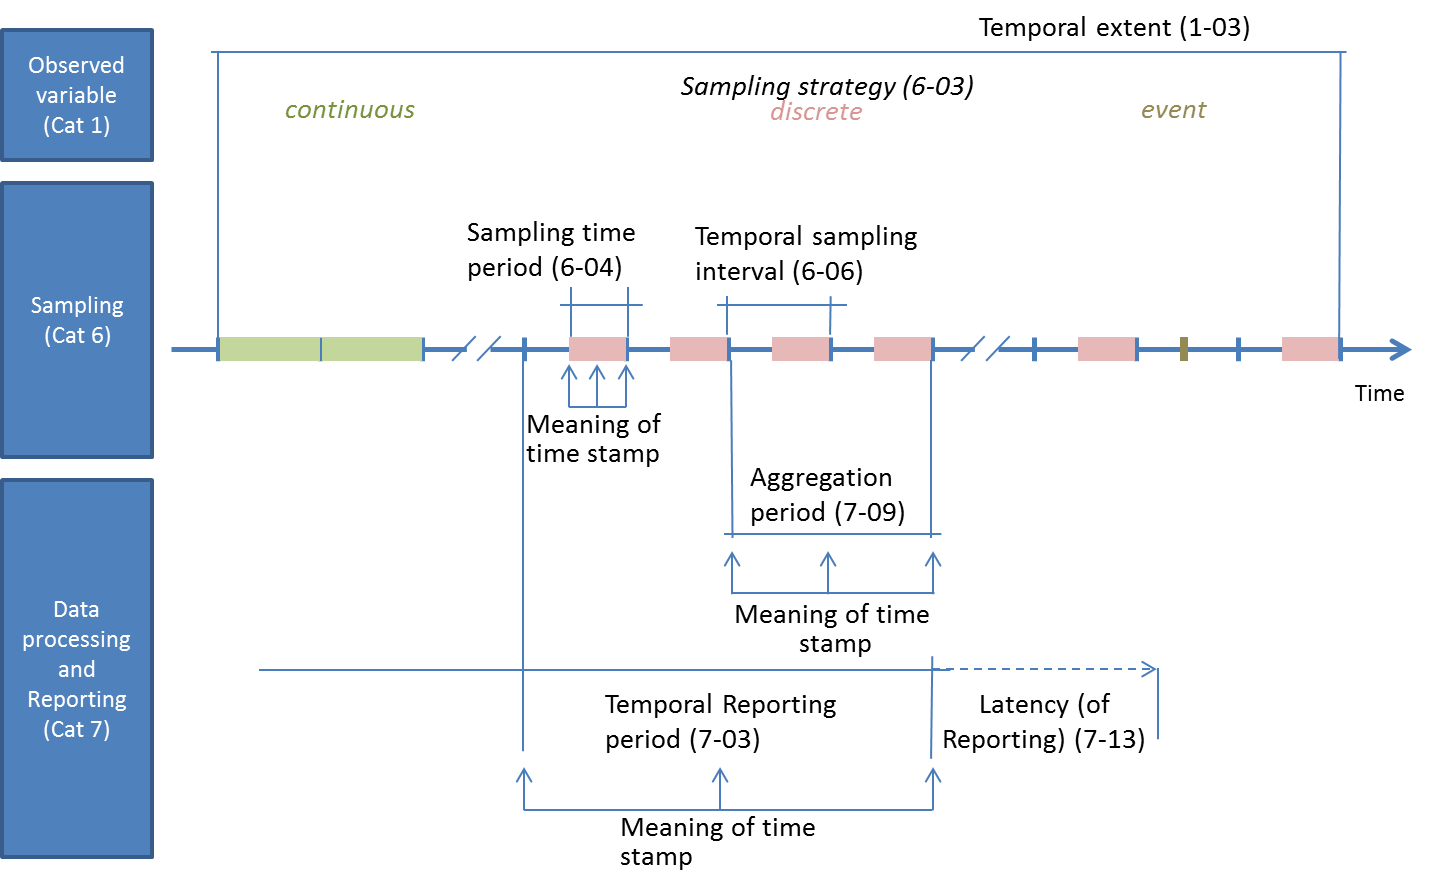 Temporal extent (1-03)
Observed
variable
(Cat 1)
Sampling strategy (6-03)
continuous
discrete
event
Sampling
(Cat 6)
Sampling time
period (6-04)
Temporal sampling
interval (6-06)
Time
Meaning of
time stamp
Aggregation
period (7-09)
Meaning of time
stamp
Data
processing
and
Reporting
(Cat 7)
Temporal Reporting
period (7-03)
Latency (of
Reporting) (7-13)
Meaning of time
stamp